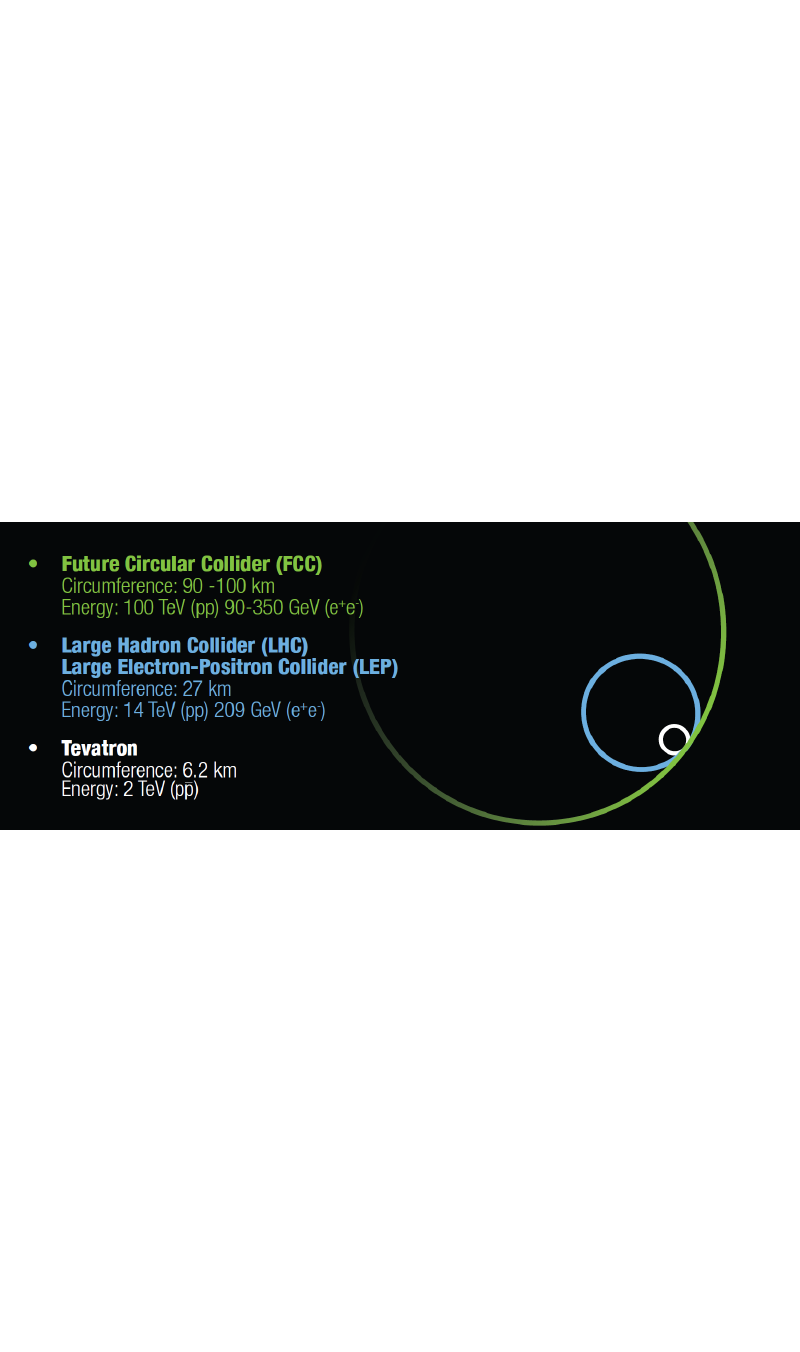 • Future Circular Collider (FCC)
Circumference: 90 -100 km
Energy: 100 TeV (pp) 90-350 GeV (e⁺e⁻)
• Large Hadron Collider (LHC)
Large Electron-Positron Collider (LEP)
Circumference: 27 km
Energy: 14 TeV (pp) 209 GeV (e⁺e⁻)
• Tevatron
Circumference: 6.2 km
Energy: 2 TeV (pp̅)